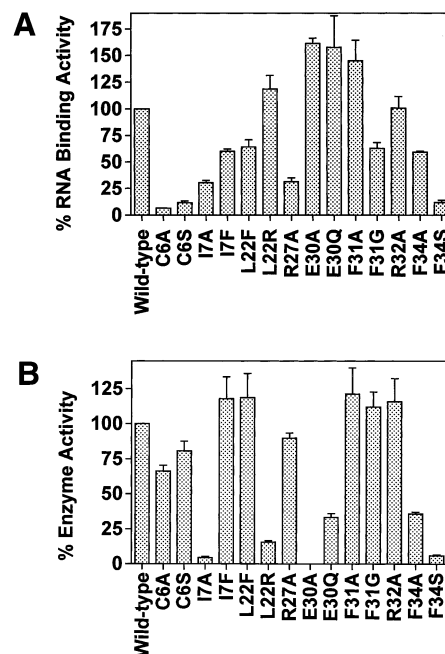 A
% RNA Binding Activity
175
150
125
100
75
50
25
0
Wild-type
C6A
C6S
I7A
I7F
L22F
L22R
R27A
E30A
E30Q
F31A
F31G
R32A
F34A
F34S
B
% Enzyme Activity
125
100
75
50
25
0
Wild-type
C6A
C6S
I7A
I7F
L22F
L22R
R27A
E30A
E30Q
F31A
F31G
R32A
F34A
F34S